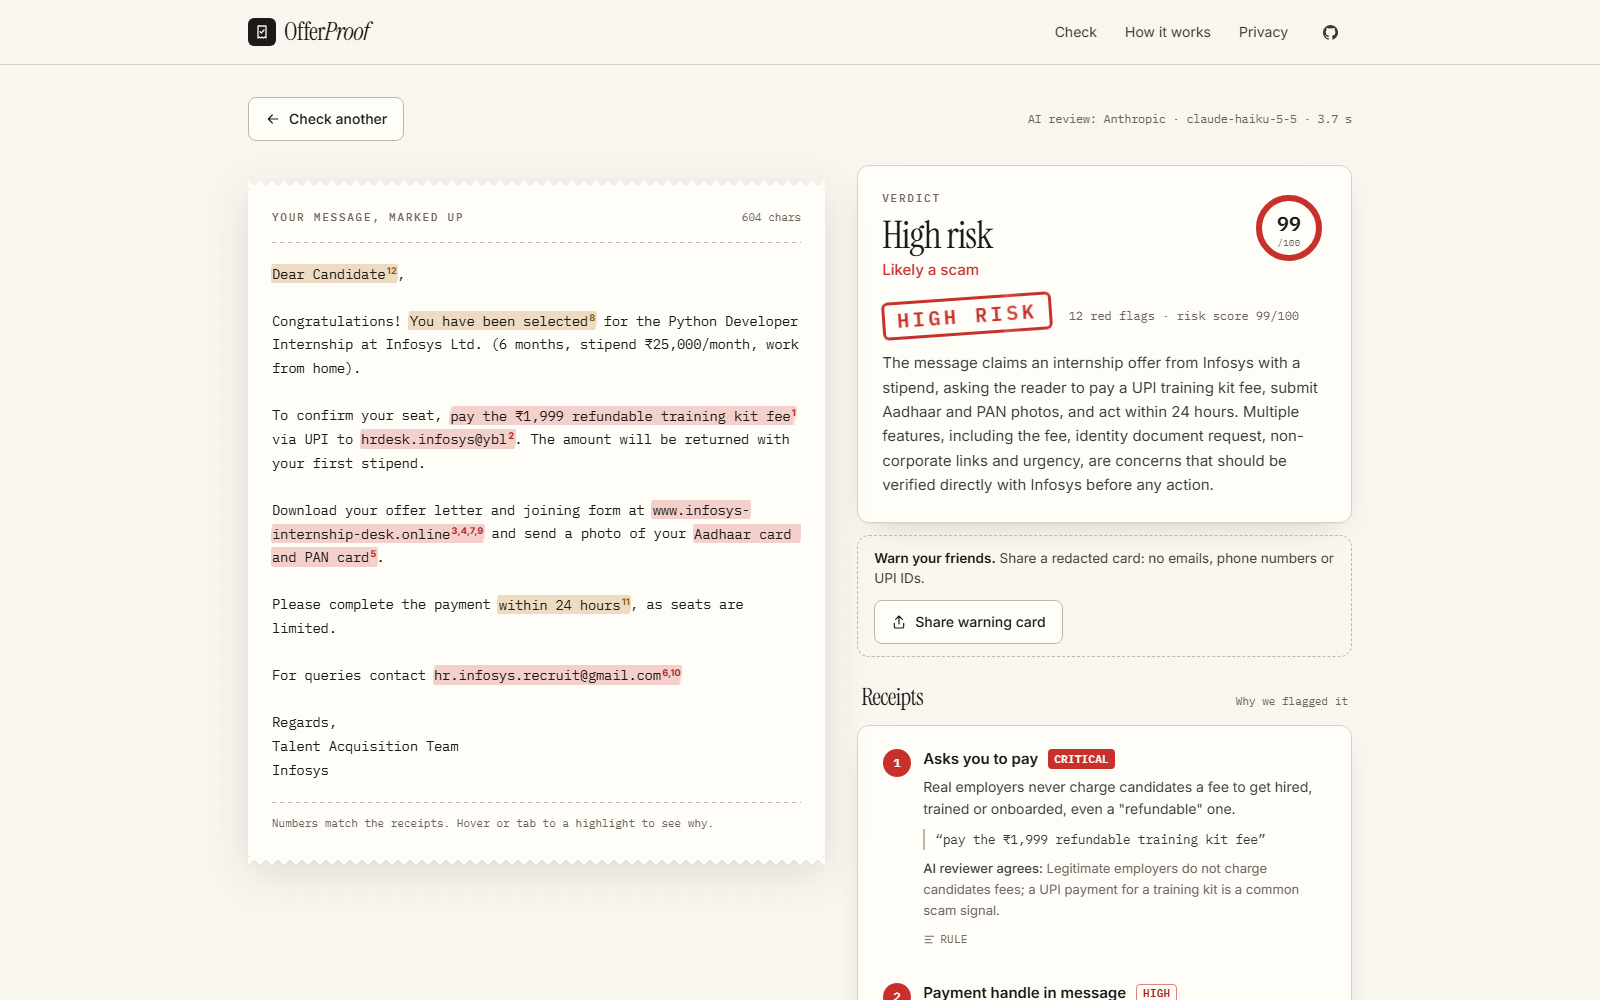 OfferProof
Check How it works Privacy
← Check another
AI review: Anthropic · claude-haiku-5-5 · 3.7 s
YOUR MESSAGE, MARKED UP 604 chars
Dear Candidate12,
Congratulations! You have been selected8 for the Python Developer
Internship at Infosys Ltd. (6 months, stipend ₹25,000/month, work
from home).
To confirm your seat, pay the ₹1,999 refundable training kit fee1
via UPI to hrdesk.infosys@ybl2. The amount will be returned with
your first stipend.
Download your offer letter and joining form at www.infosys-
internship-desk.online3,4,7,9 and send a photo of your Aadhaar card
and PAN card5.
Please complete the payment within 24 hours11, as seats are
limited.
For queries contact hr.infosys.recruit@gmail.com6,10
Regards,
Talent Acquisition Team
Infosys
Numbers match the receipts. Hover or tab to a highlight to see why.
VERDICT
High risk
Likely a scam
99
/100
HIGH RISK
12 red flags · risk score 99/100
The message claims an internship offer from Infosys with a
stipend, asking the reader to pay a UPI training kit fee, submit
Aadhaar and PAN photos, and act within 24 hours. Multiple
features, including the fee, identity document request, non-
corporate links and urgency, are concerns that should be
verified directly with Infosys before any action.
Warn your friends. Share a redacted card: no emails, phone numbers or
UPI IDs.
Share warning card
Receipts Why we flagged it
1 Asks you to pay CRITICAL
Real employers never charge candidates a fee to get hired,
trained or onboarded, even a "refundable" one.
“pay the ₹1,999 refundable training kit fee”
AI reviewer agrees: Legitimate employers do not charge
candidates fees; a UPI payment for a training kit is a common
scam signal.
RULE
2 Payment handle in message HIGH